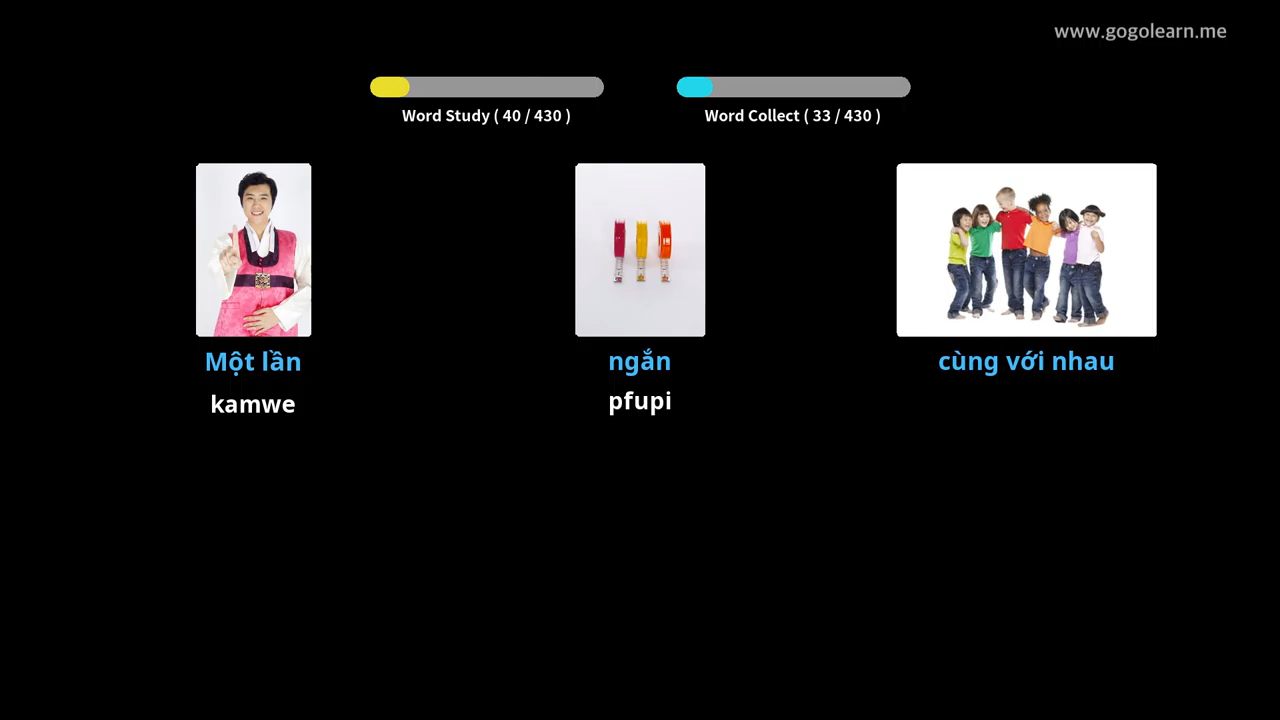 www.gogolearn.me
Word Study ( 40 / 430 )
Word Collect ( 33 / 430 )
Một lần
ngắn
cùng với nhau
kamwe
pfupi